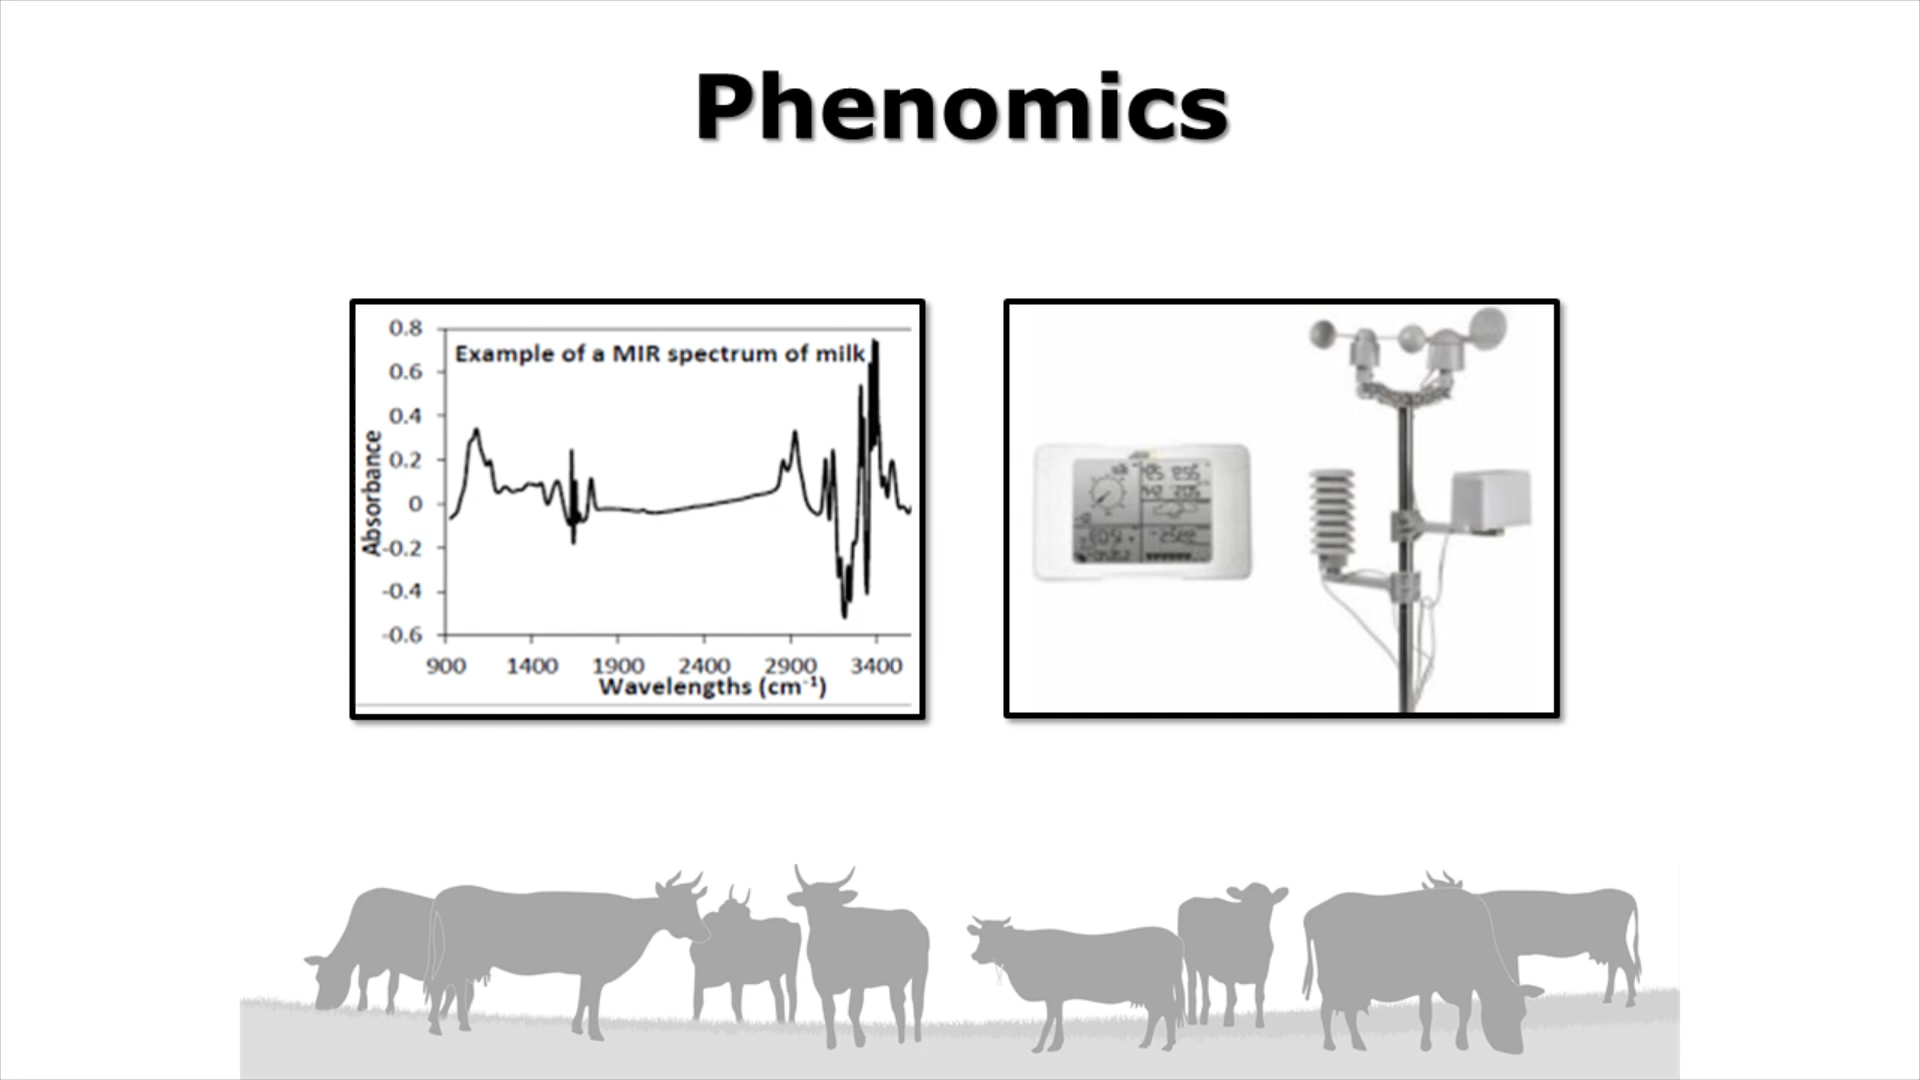 Phenomics
Example of a MIR spectrum of milk
Absorbance
0.8
0.6
0.4
0.2
0
-0.2
-0.4
-0.6
900 1400 1900 2400 2900 3400
Wavelengths (cm⁻¹)